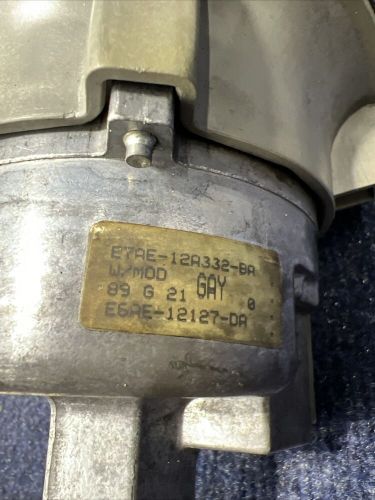 E7AE-12A332-BA
W/MOD GAY
89 G 21 0
E6AE-12127-DA